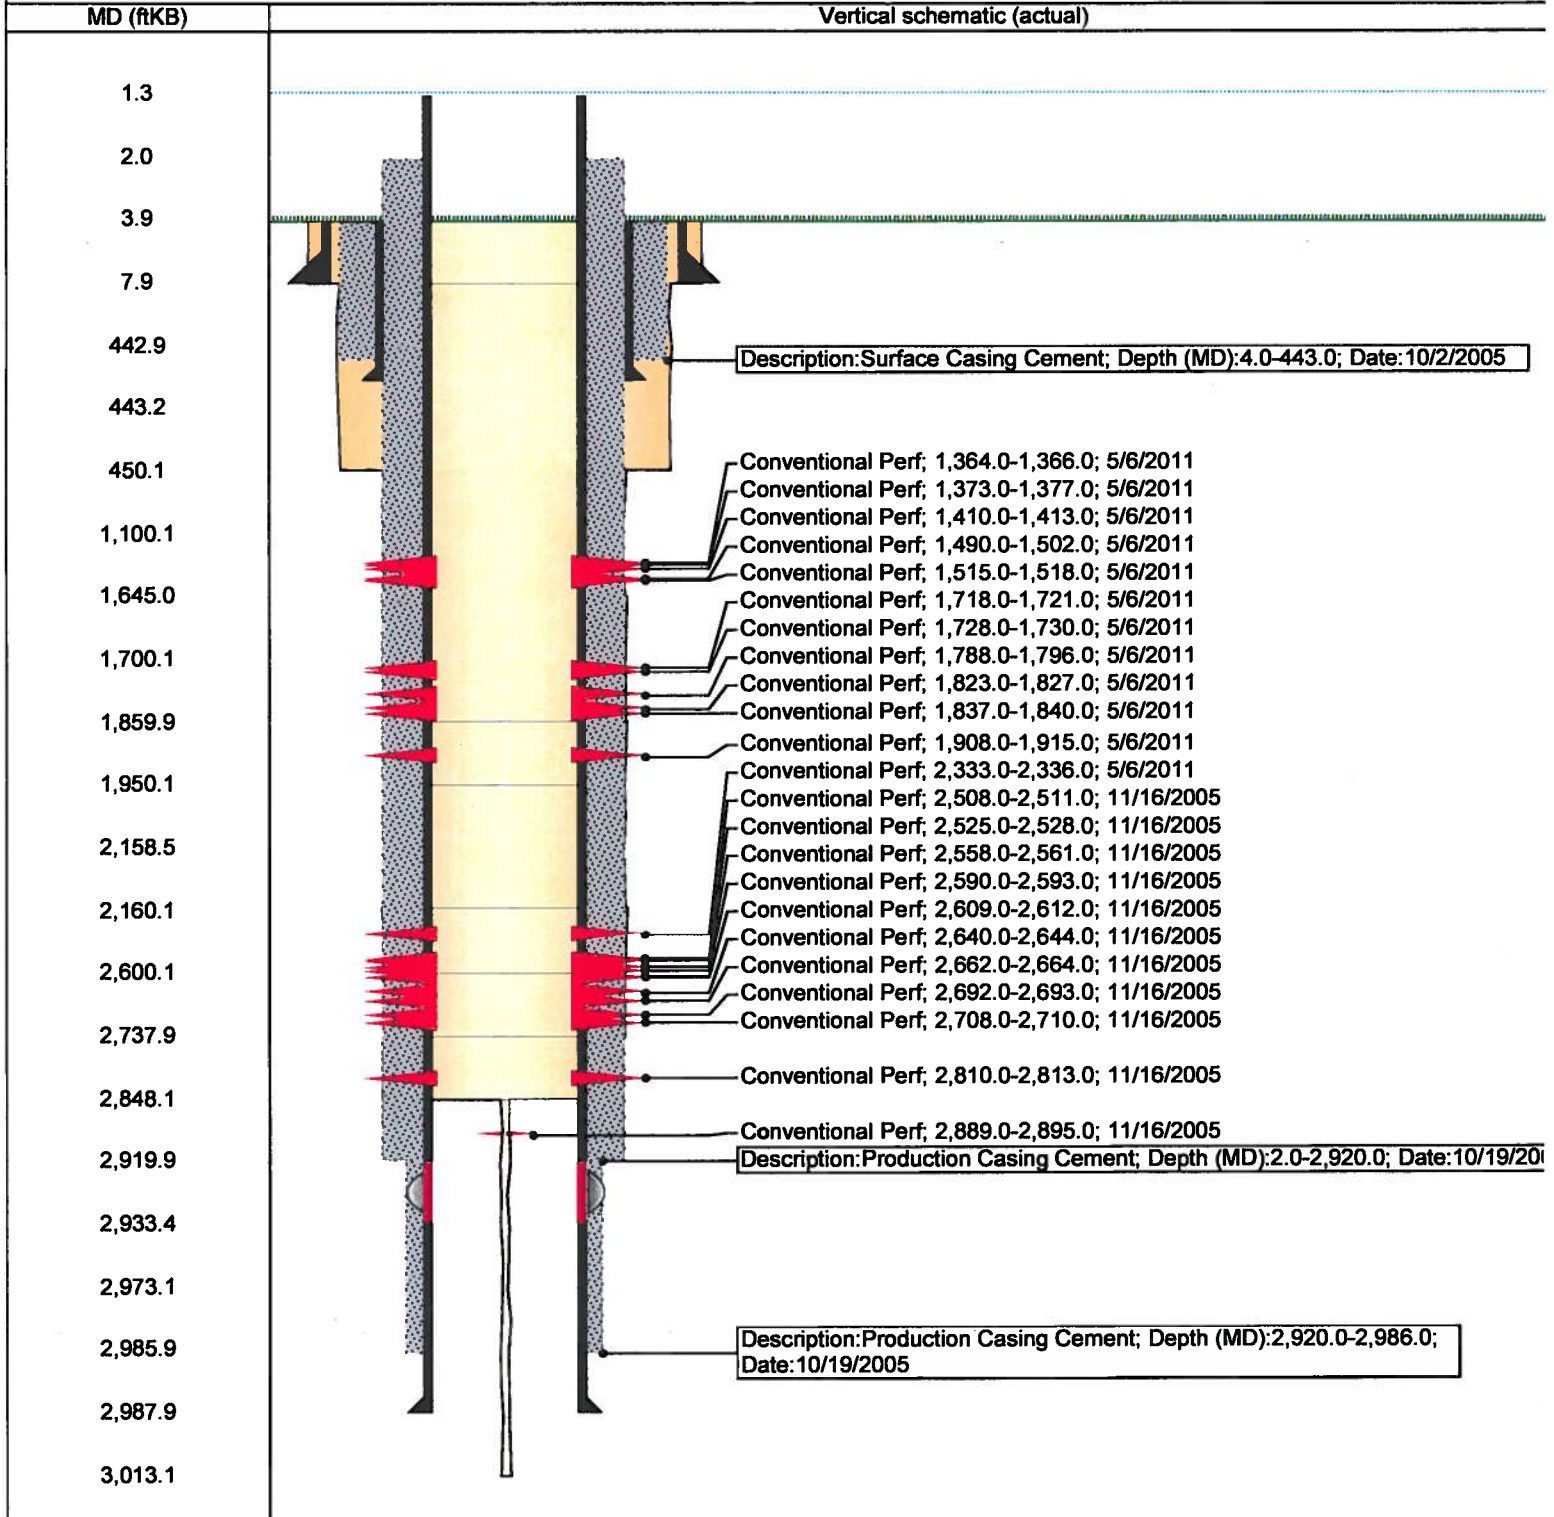 MD (ftKB)
Vertical schematic (actual)
1.3
2.0
3.9
7.9
442.9
Description:Surface Casing Cement; Depth (MD):4.0-443.0; Date:10/2/2005
443.2
450.1
Conventional Perf; 1,364.0-1,366.0; 5/6/2011
Conventional Perf; 1,373.0-1,377.0; 5/6/2011
Conventional Perf; 1,410.0-1,413.0; 5/6/2011
1,100.1
Conventional Perf; 1,490.0-1,502.0; 5/6/2011
Conventional Perf; 1,515.0-1,518.0; 5/6/2011
1,645.0
Conventional Perf; 1,718.0-1,721.0; 5/6/2011
Conventional Perf; 1,728.0-1,730.0; 5/6/2011
1,700.1
Conventional Perf; 1,788.0-1,796.0; 5/6/2011
Conventional Perf; 1,823.0-1,827.0; 5/6/2011
Conventional Perf; 1,837.0-1,840.0; 5/6/2011
1,859.9
Conventional Perf; 1,908.0-1,915.0; 5/6/2011
Conventional Perf; 2,333.0-2,336.0; 5/6/2011
1,950.1
Conventional Perf; 2,508.0-2,511.0; 11/16/2005
Conventional Perf; 2,525.0-2,528.0; 11/16/2005
2,158.5
Conventional Perf; 2,558.0-2,561.0; 11/16/2005
Conventional Perf; 2,590.0-2,593.0; 11/16/2005
2,160.1
Conventional Perf; 2,609.0-2,612.0; 11/16/2005
Conventional Perf; 2,640.0-2,644.0; 11/16/2005
2,600.1
Conventional Perf; 2,662.0-2,664.0; 11/16/2005
Conventional Perf; 2,692.0-2,693.0; 11/16/2005
Conventional Perf; 2,708.0-2,710.0; 11/16/2005
2,737.9
Conventional Perf; 2,810.0-2,813.0; 11/16/2005
2,848.1
Conventional Perf; 2,889.0-2,895.0; 11/16/2005
2,919.9
Description:Production Casing Cement; Depth (MD):2.0-2,920.0; Date:10/19/200
2,933.4
2,973.1
2,985.9
Description:Production Casing Cement; Depth (MD):2,920.0-2,986.0;
Date:10/19/2005
2,987.9
3,013.1